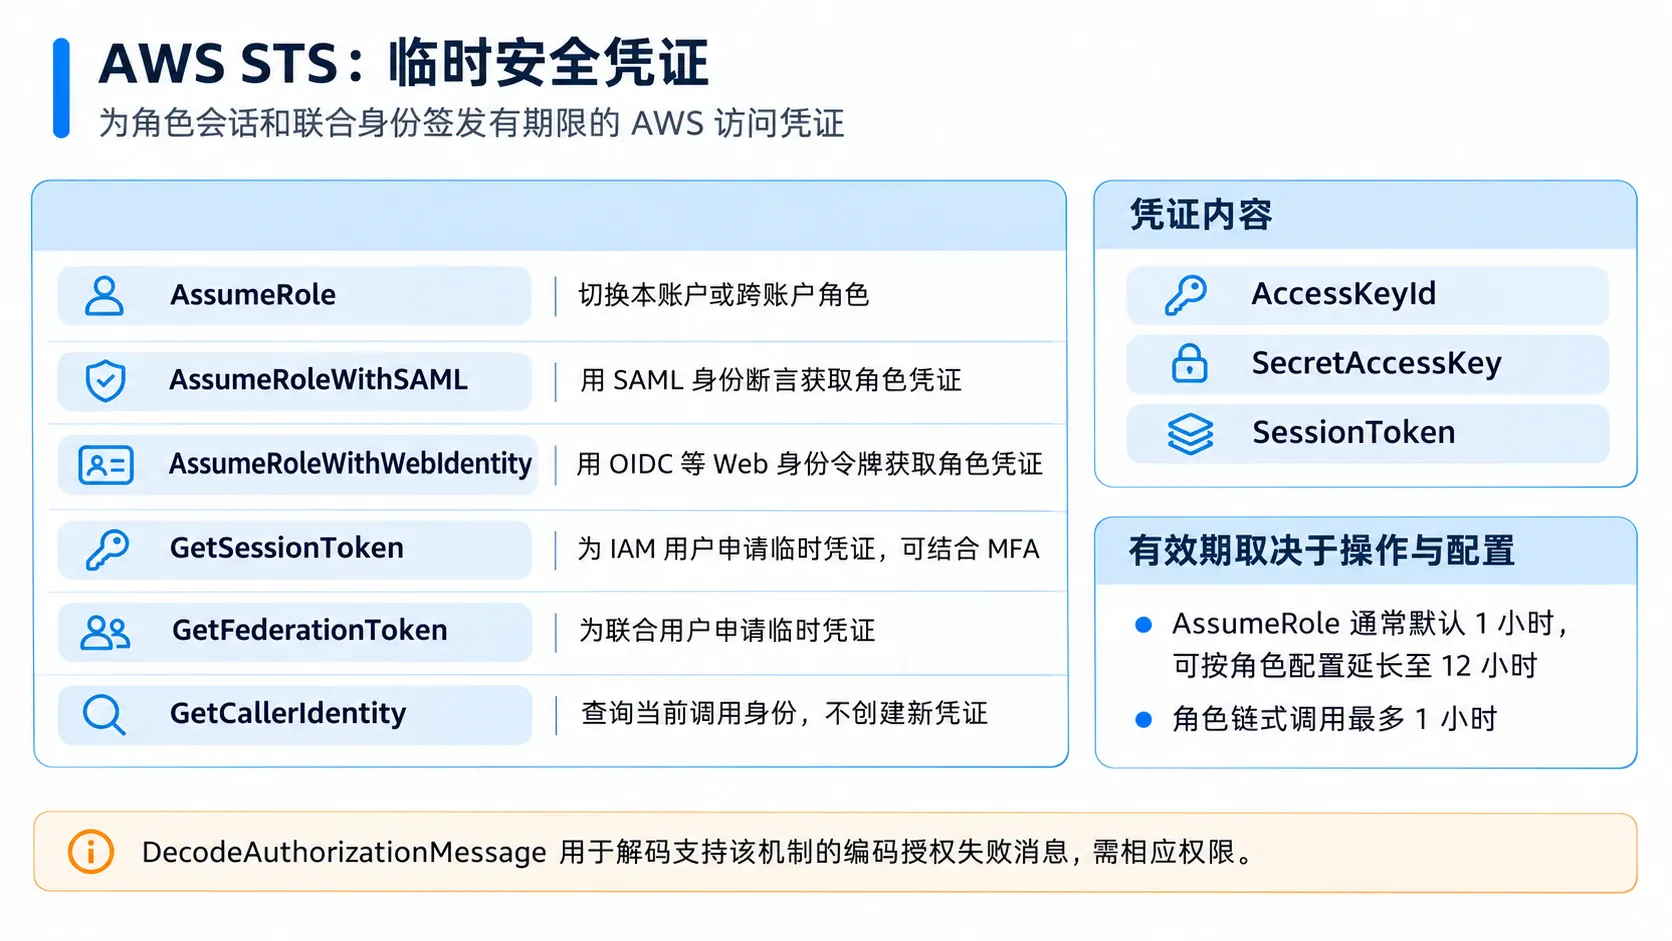 AWS STS：临时安全凭证
为角色会话和联合身份签发有期限的 AWS 访问凭证
AssumeRole
切换本账户或跨账户角色
AssumeRoleWithSAML
用 SAML 身份断言获取角色凭证
AssumeRoleWithWebIdentity
用 OIDC 等 Web 身份令牌获取角色凭证
GetSessionToken
为 IAM 用户申请临时凭证，可结合 MFA
GetFederationToken
为联合用户申请临时凭证
GetCallerIdentity
查询当前调用身份，不创建新凭证
凭证内容
AccessKeyId
SecretAccessKey
SessionToken
有效期取决于操作与配置
AssumeRole 通常默认 1 小时，
可按角色配置延长至 12 小时
角色链式调用最多 1 小时
DecodeAuthorizationMessage 用于解码支持该机制的编码授权失败消息，需相应权限。